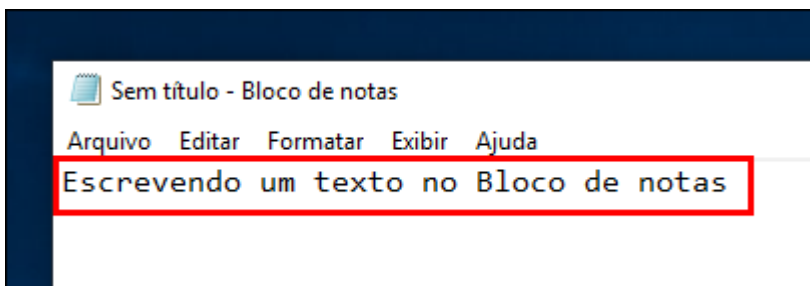 Sem título - Bloco de notas
Arquivo Editar Formatar Exibir Ajuda
Escrevendo um texto no Bloco de notas